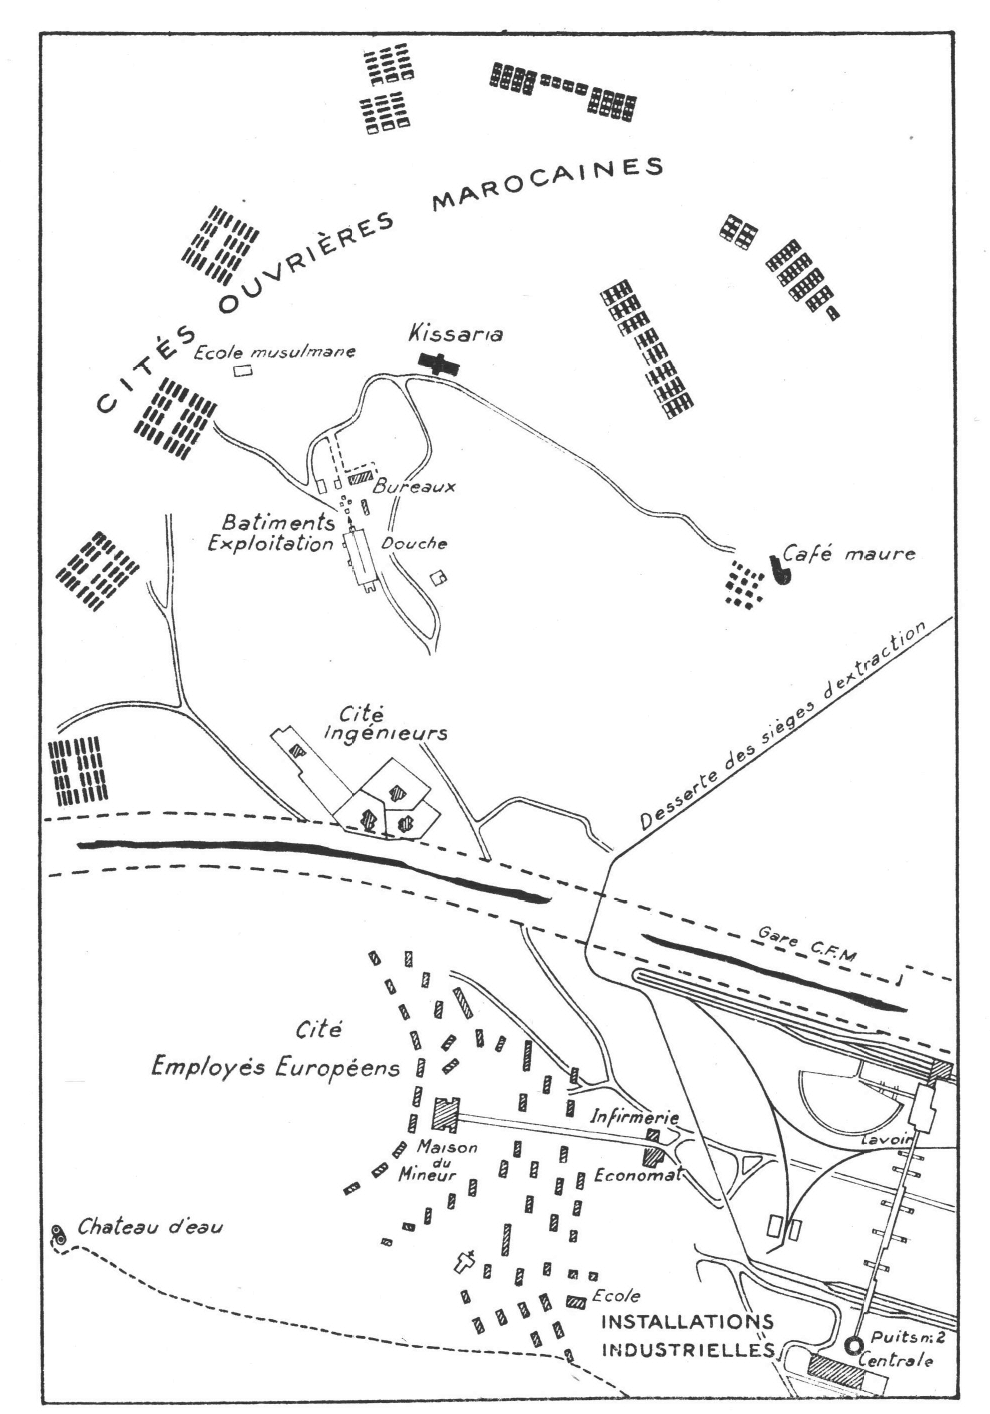 CITÉS OUVRIÈRES MAROCAINES
Kissaria
Ecole musulmane
Bureaux
Batiments
Exploitation
Douche
Café maure
Desserte des sièges d'extraction
Cité
Ingénieurs
Gare C.F.M
Cité
Employés Européens
Infirmerie
Lavoir
Maison
du
Mineur
Economat
Chateau d'eau
Ecole
INSTALLATIONS
INDUSTRIELLES
Puits n:2
Centrale